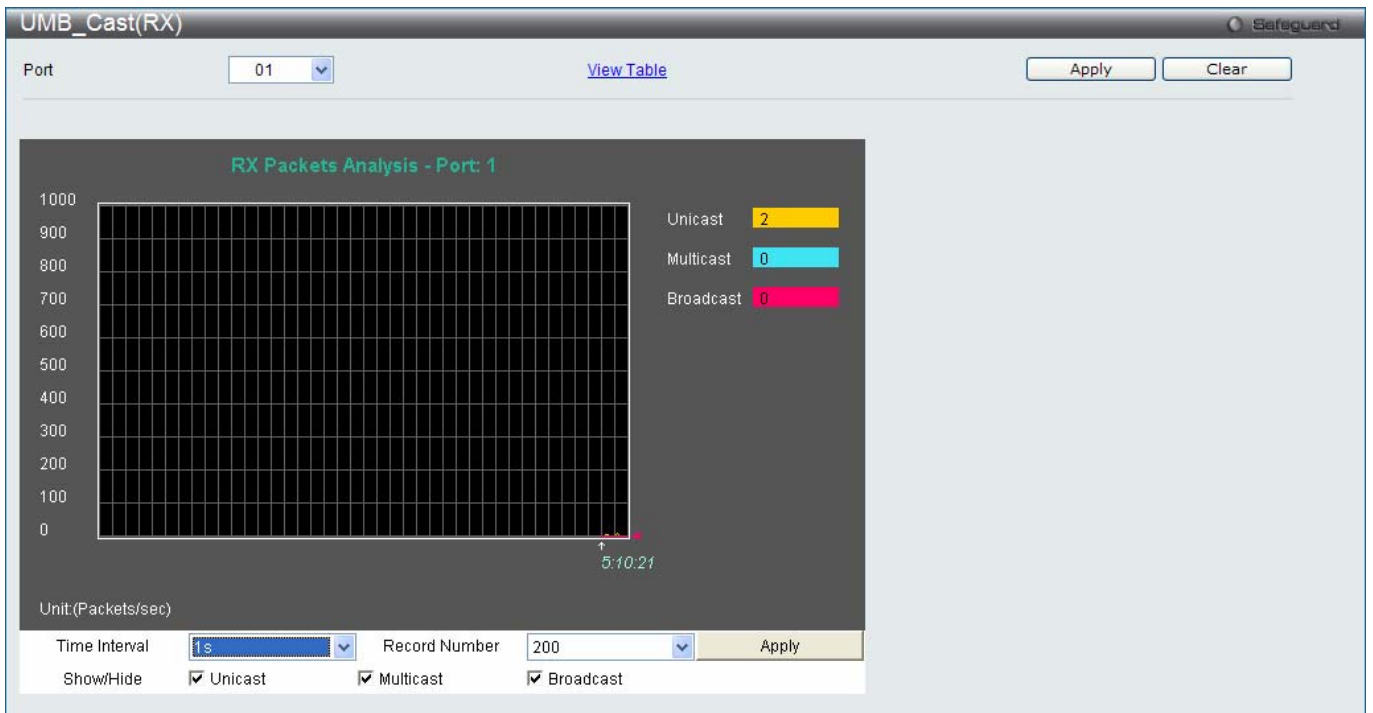 UMB_Cast(RX)
Safeguard
Port 01 View Table Apply Clear
RX Packets Analysis - Port: 1
1000
900
800
700
600
500
400
300
200
100
0
Unicast 2
Multicast 0
Broadcast 0
5:10:21
Unit:(Packets/sec)
Time Interval 1s Record Number 200 Apply
Show/Hide Unicast Multicast Broadcast